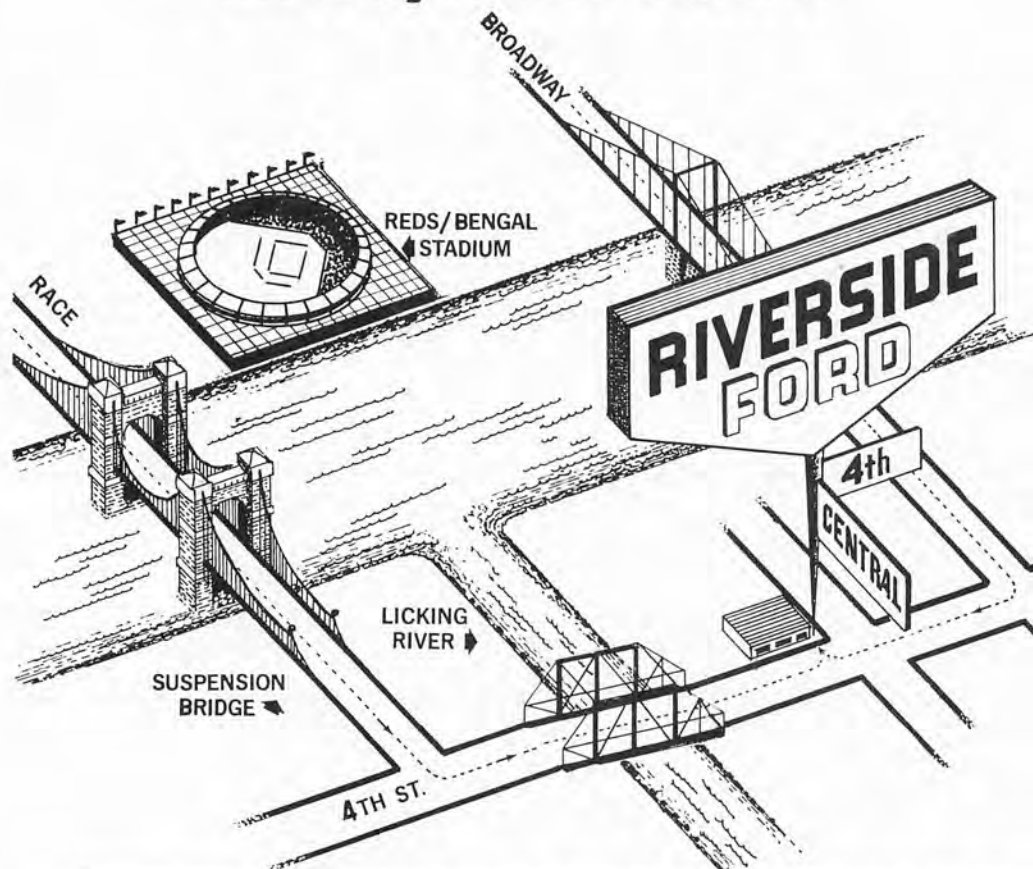 BROADWAY
REDS/BENGAL
STADIUM
RACE
RIVERSIDE
FORD
4th
CENTRAL
LICKING
RIVER
SUSPENSION
BRIDGE
4TH ST.